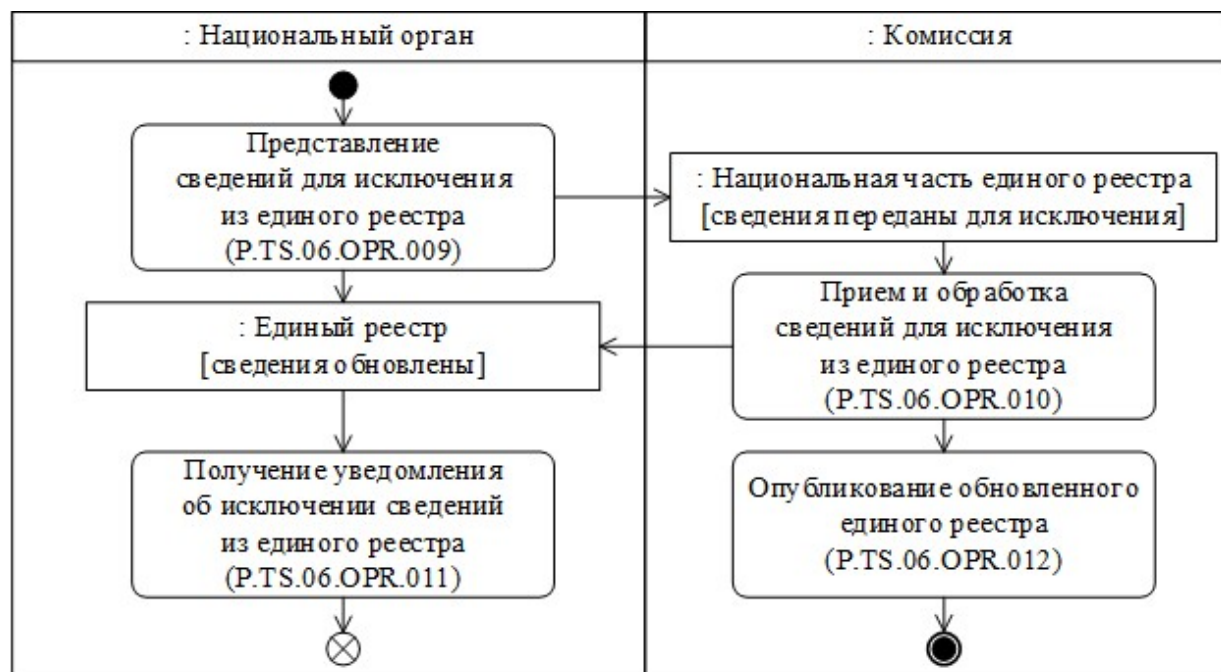 : Национальный орган
: Комиссия
Представление
сведений для исключения
из единого реестра
(P.TS.06.OPR.009)
: Национальная часть единого реестра
[сведения переданы для исключения]
: Единый реестр
[сведения обновлены]
Прием и обработка
сведений для исключения
из единого реестра
(P.TS.06.OPR.010)
Получение уведомления
об исключении сведений
из единого реестра
(P.TS.06.OPR.011)
Опубликование обновленного
единого реестра
(P.TS.06.OPR.012)